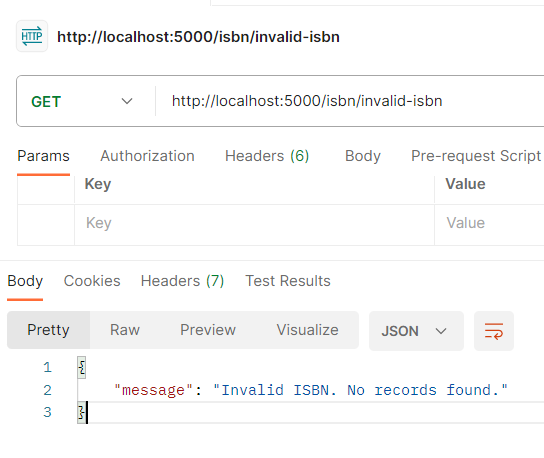 HTTP http://localhost:5000/isbn/invalid-isbn
GET http://localhost:5000/isbn/invalid-isbn
Params Authorization Headers (6) Body Pre-request Script
Key Value
Key Value
Body Cookies Headers (7) Test Results
Pretty Raw Preview Visualize JSON
1 {
2 "message": "Invalid ISBN. No records found."
3 }